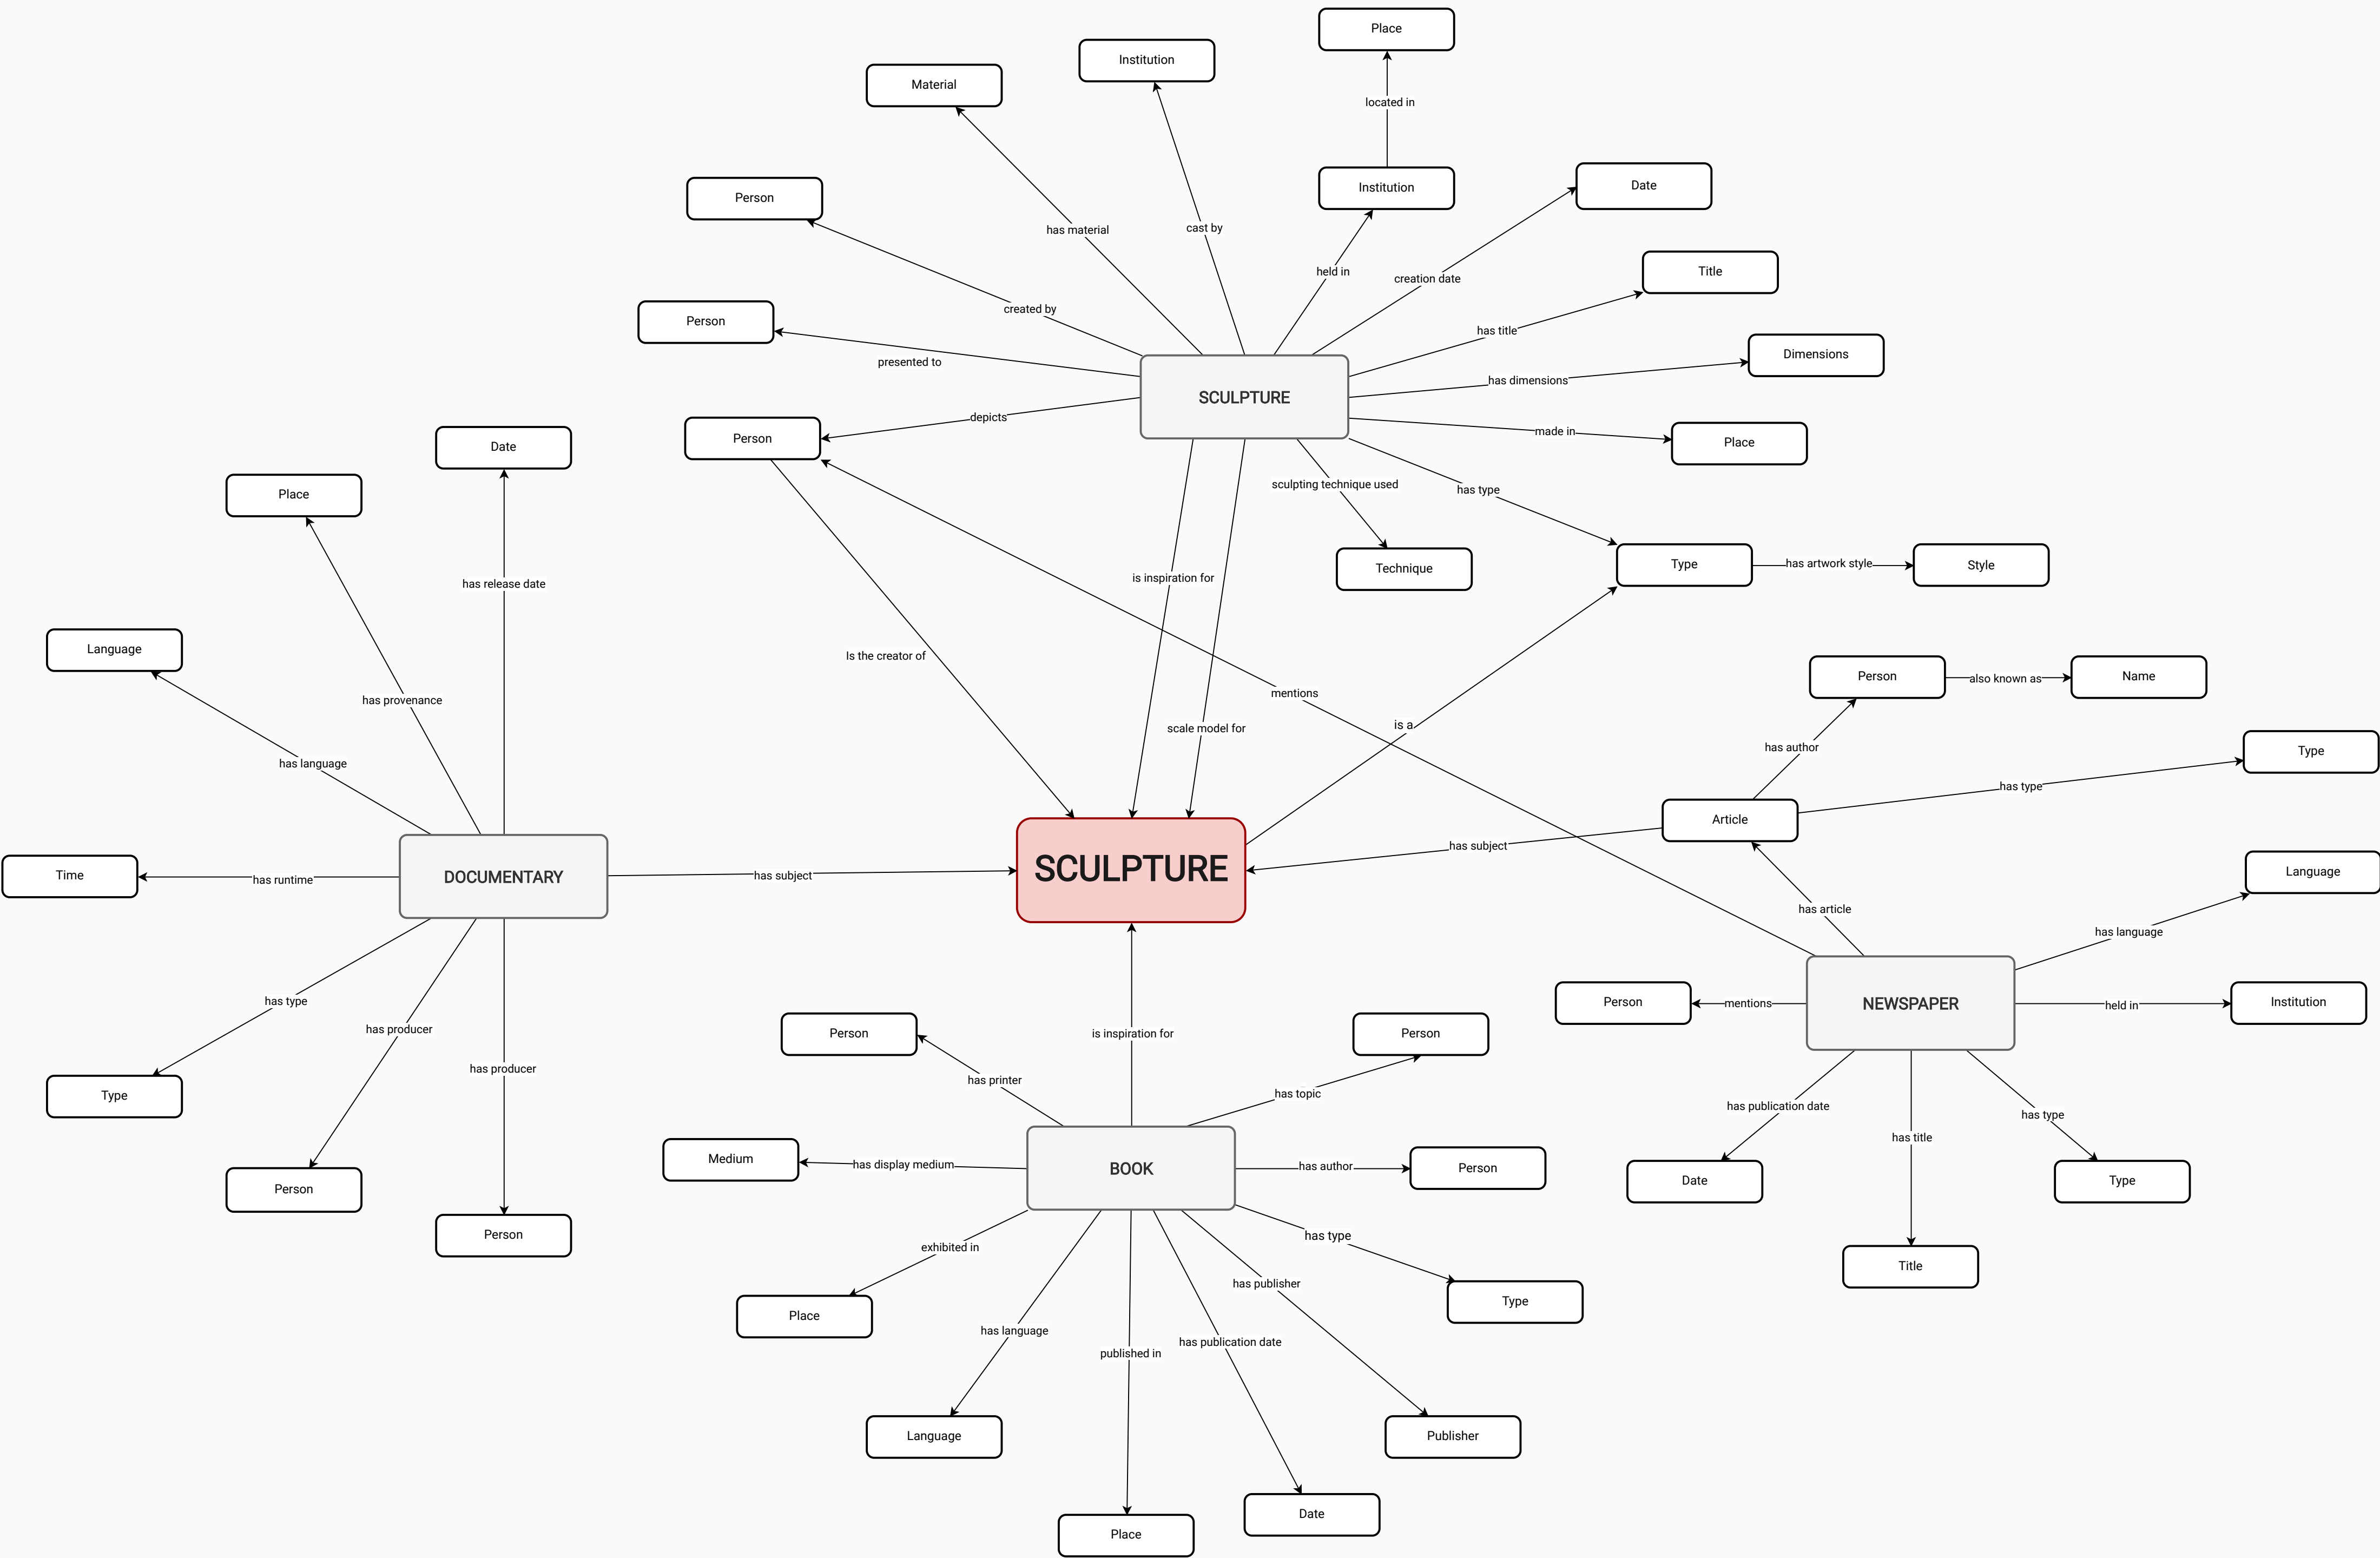 Place
Institution
Material
located in
Person
Institution
Date
has material
cast by
held in
creation date
Title
created by
Person
has title
presented to
Dimensions
has dimensions
SCULPTURE
depicts
Person
made in
Place
Date
Place
sculpting technique used
has type
Technique
Type
has artwork style
Style
has release date
is inspiration for
Language
Is the creator of
Person
also known as
Name
mentions
has provenance
scale model for
is a
has author
Type
has language
has type
Article
has subject
SCULPTURE
Time
has runtime
DOCUMENTARY
has subject
Language
has article
has language
has type
Person
mentions
NEWSPAPER
held in
Institution
has producer
Person
is inspiration for
Person
has producer
has printer
has topic
Type
has publication date
has type
has title
Medium
has display medium
BOOK
has author
Person
Person
Date
Type
Person
exhibited in
has type
Title
has publisher
Place
Type
has language
has publication date
published in
Language
Publisher
Date
Place